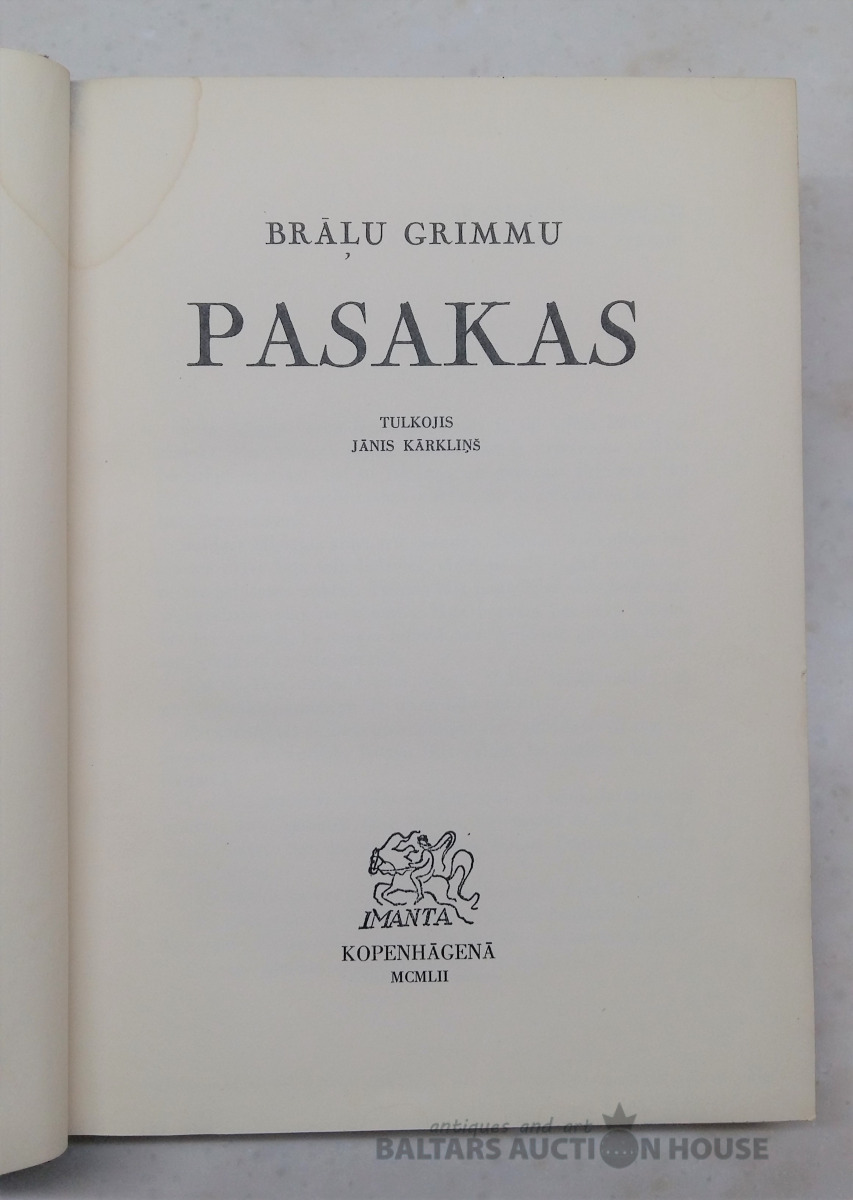 BRĀĻU GRIMMU
PASAKAS
TULKOJIS
JĀNIS KĀRKLIŅŠ
IMANTA
KOPENHĀGENĀ
MCMLII
antiques and art
BALTARS AUCTION HOUSE